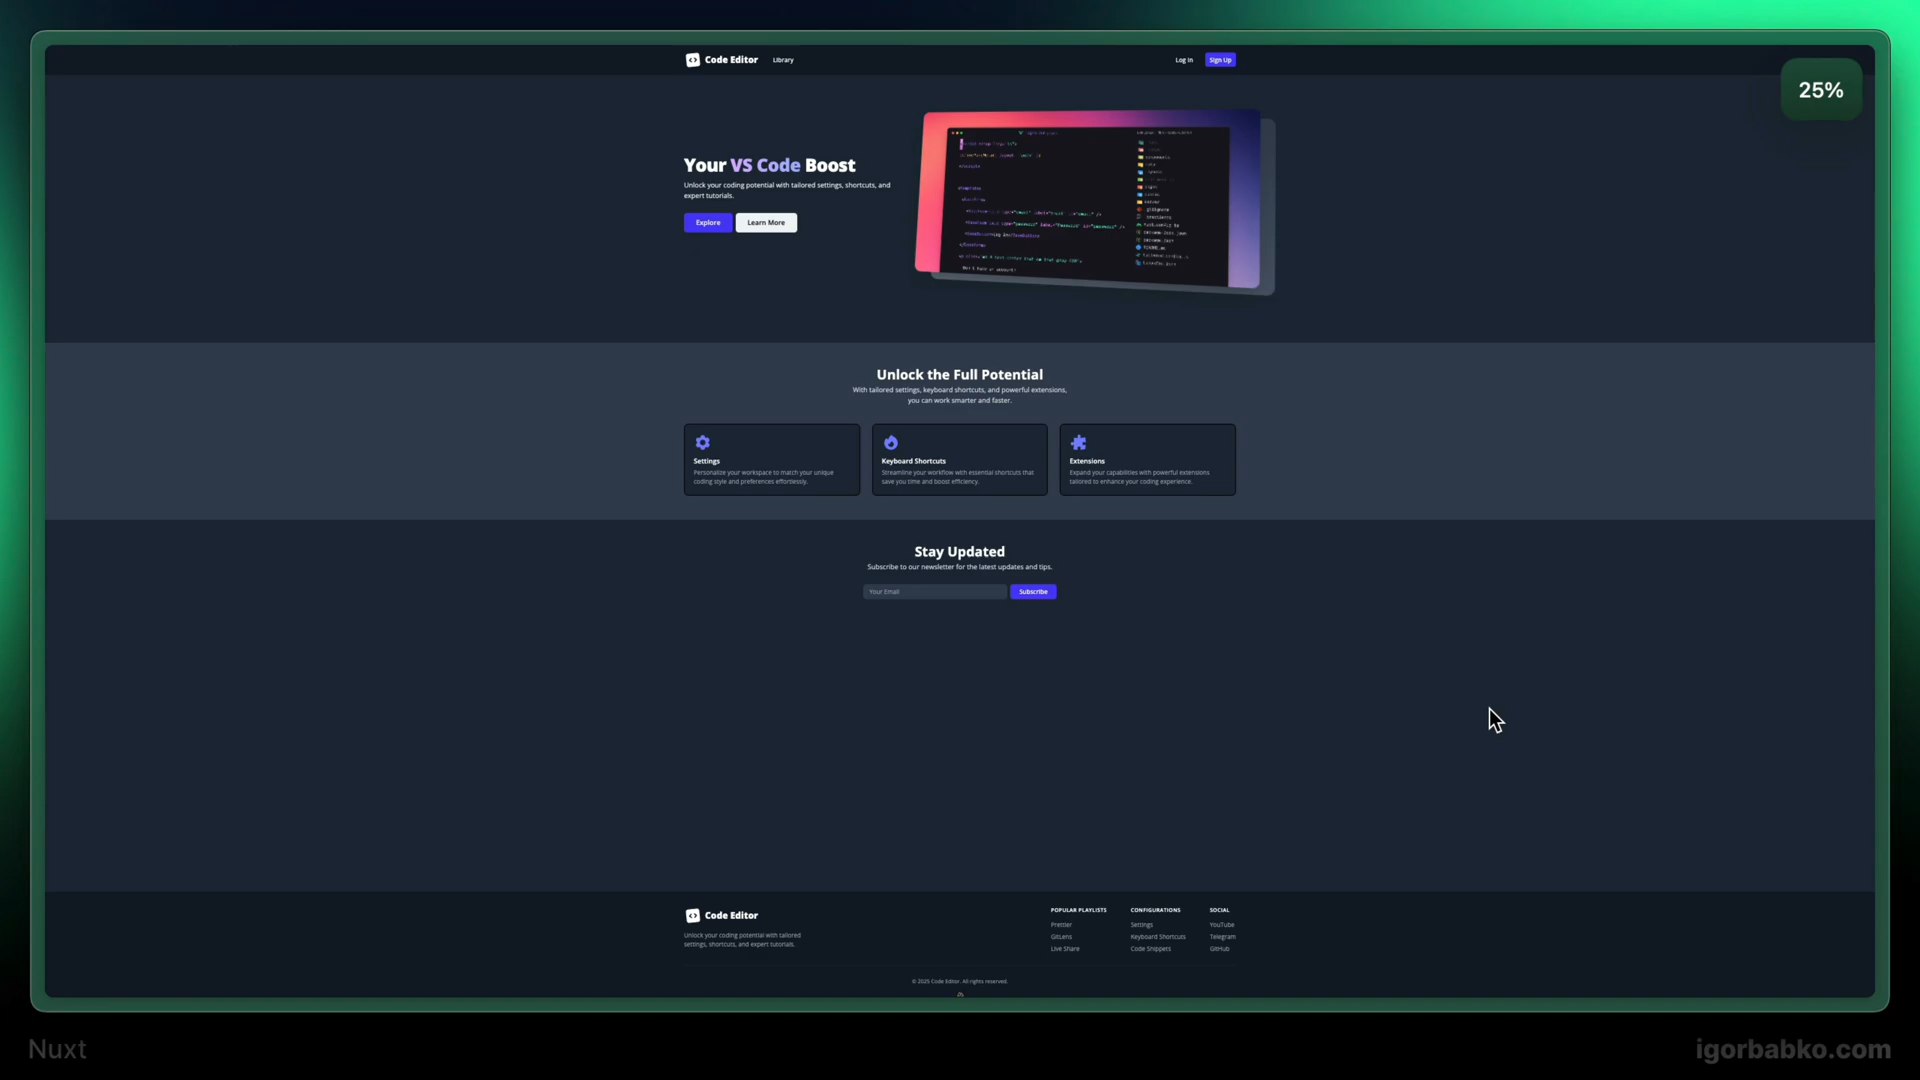 Code Editor
Library
Log In
Sign Up
25%
Your VS Code Boost
Unlock your coding potential with tailored settings, shortcuts, and
expert tutorials.
Explore
Learn More
Unlock the Full Potential
With tailored settings, keyboard shortcuts, and powerful extensions,
you can work smarter and faster.
Settings
Personalize your workspace to match your unique
coding style and preferences effortlessly.
Keyboard Shortcuts
Streamline your workflow with essential shortcuts that
save you time and boost efficiency.
Extensions
Expand your capabilities with powerful extensions
tailored to enhance your coding experience.
Stay Updated
Subscribe to our newsletter for the latest updates and tips.
Your Email
Subscribe
Code Editor
Unlock your coding potential with tailored
settings, shortcuts, and expert tutorials.
POPULAR PLAYLISTS
Prettier
GitLens
Live Share
CONFIGURATIONS
Settings
Keyboard Shortcuts
Code Snippets
SOCIAL
YouTube
Telegram
GitHub
© 2025 Code Editor. All rights reserved.
Nuxt
igorbabko.com